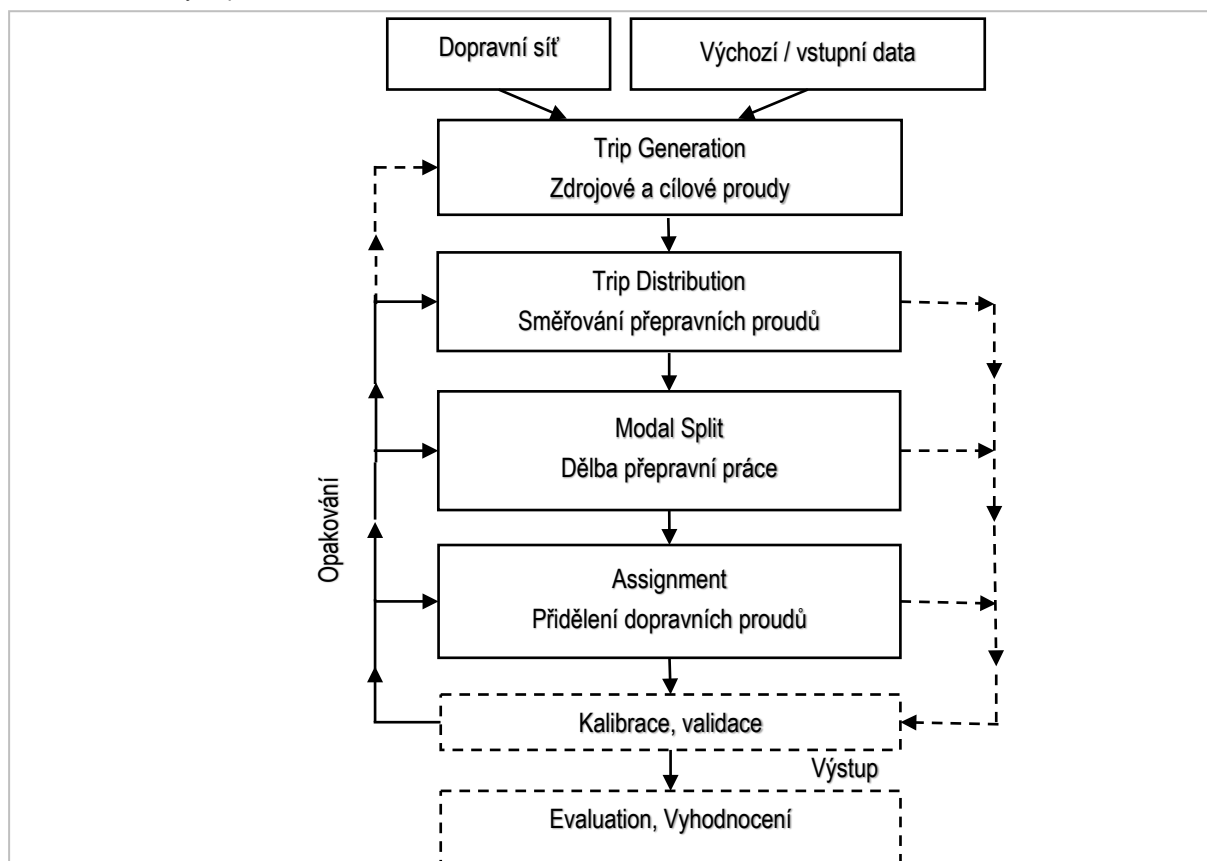 Dopravní síť
Výchozí / vstupní data
Trip Generation
Zdrojové a cílové proudy
Trip Distribution
Směřování přepravních proudů
Modal Split
Dělba přepravní práce
Opakování
Assignment
Přidělení dopravních proudů
Kalibrace, validace
Výstup
Evaluation, Vyhodnocení